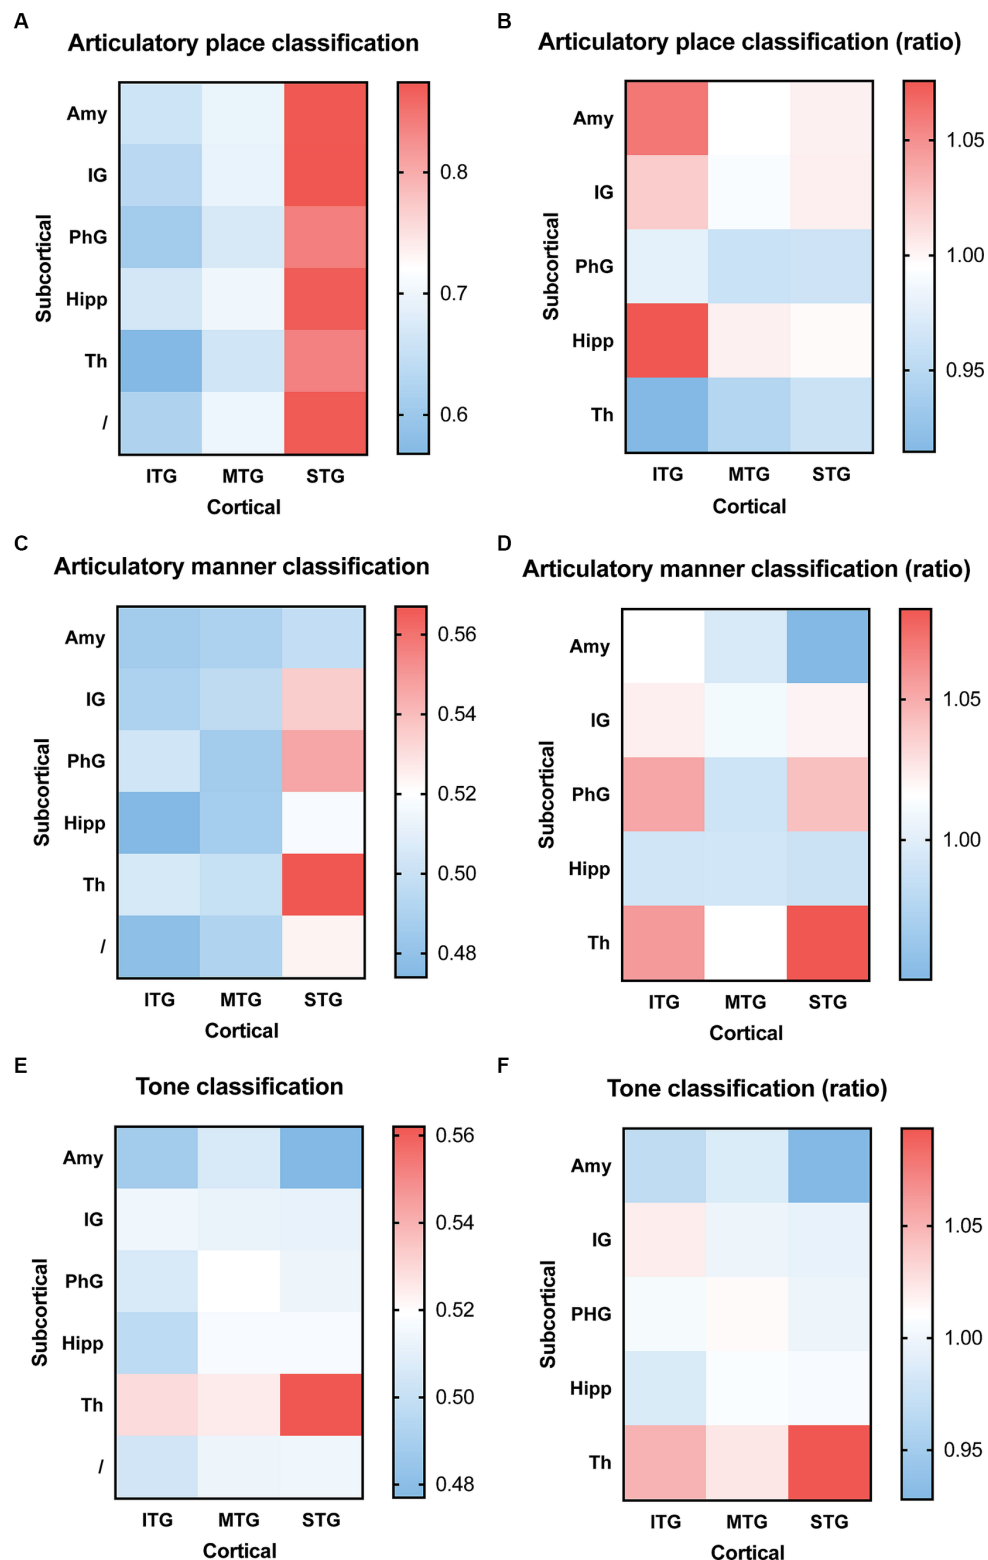 A
Articulatory place classification
Subcortical
Amy
IG
PhG
Hipp
Th
/
ITG MTG STG
Cortical
0.8
0.7
0.6
B
Articulatory place classification (ratio)
Subcortical
Amy
IG
PhG
Hipp
Th
ITG MTG STG
Cortical
1.05
1.00
0.95
C
Articulatory manner classification
Subcortical
Amy
IG
PhG
Hipp
Th
/
ITG MTG STG
Cortical
0.56
0.54
0.52
0.50
0.48
D
Articulatory manner classification (ratio)
Subcortical
Amy
IG
PhG
Hipp
Th
ITG MTG STG
Cortical
1.05
1.00
E
Tone classification
Subcortical
Amy
IG
PhG
Hipp
Th
/
ITG MTG STG
Cortical
0.56
0.54
0.52
0.50
0.48
F
Tone classification (ratio)
Subcortical
Amy
IG
PHG
Hipp
Th
ITG MTG STG
Cortical
1.05
1.00
0.95